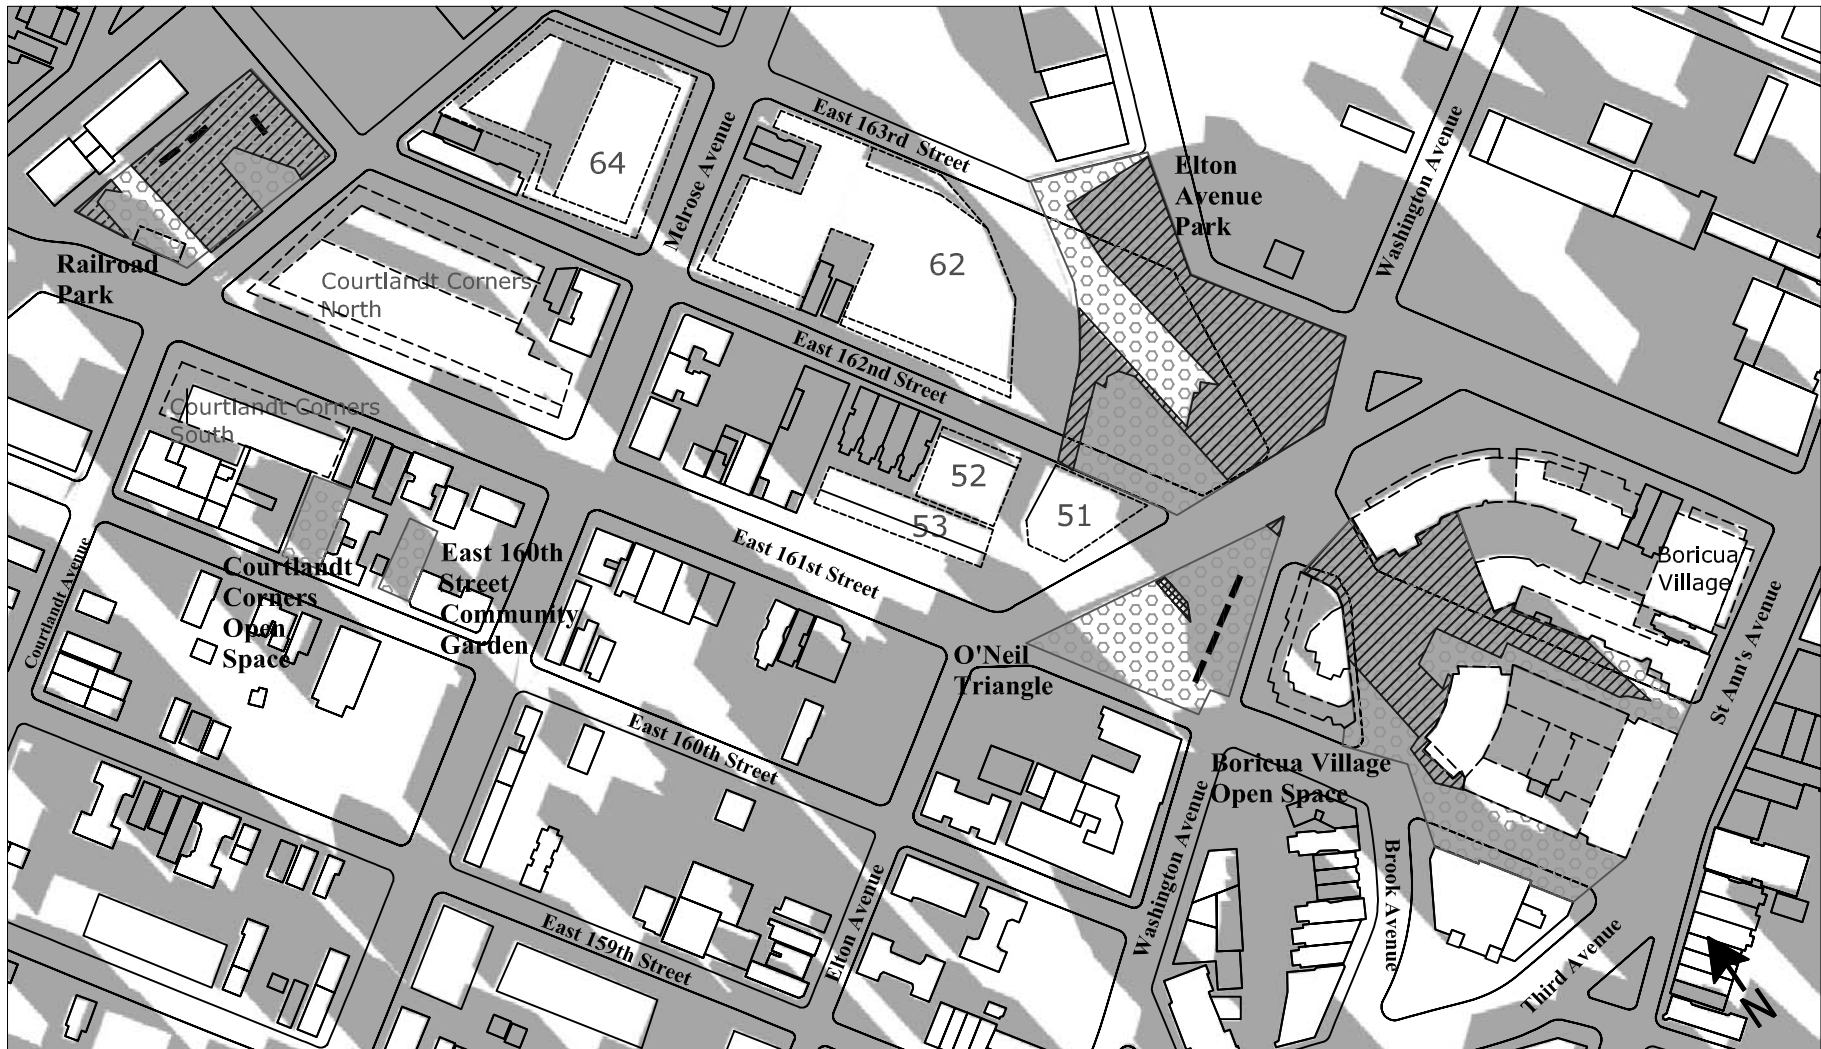 East 163rd Street
Elton
Avenue
Park
64
Melrose Avenue
Washington Avenue
Railroad
Park
62
Courtlandt Corners
North
East 162nd Street
Courtlandt Corners
South
52
53
51
Boricua
Village
East 161st Street
Courtlandt Avenue
Courtlandt
Corners
Open
Space
East 160th
Street
Community
Garden
St Ann's Avenue
O'Neil
Triangle
East 160th Street
Boricua Village
Open Space
Washington Avenue
Brook Avenue
Elton Avenue
East 159th Street
Third Avenue
N